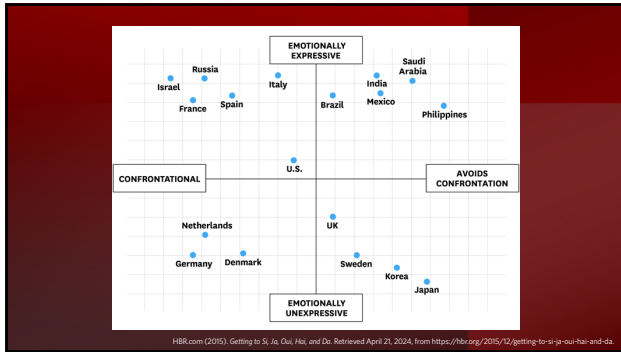 EMOTIONALLY
EXPRESSIVE
Saudi
Arabia
Russia
Israel
Italy
India
France
Spain
Brazil
Mexico
Philippines
U.S.
CONFRONTATIONAL
AVOIDS
CONFRONTATION
Netherlands
UK
Germany
Denmark
Sweden
Korea
Japan
EMOTIONALLY
UNEXPRESSIVE
HBR.com (2015). Getting to Si, Ja, Oui, Hai, and Da. Retrieved April 21, 2024, from https://hbr.org/2015/12/getting-to-si-ja-oui-hai-and-da.